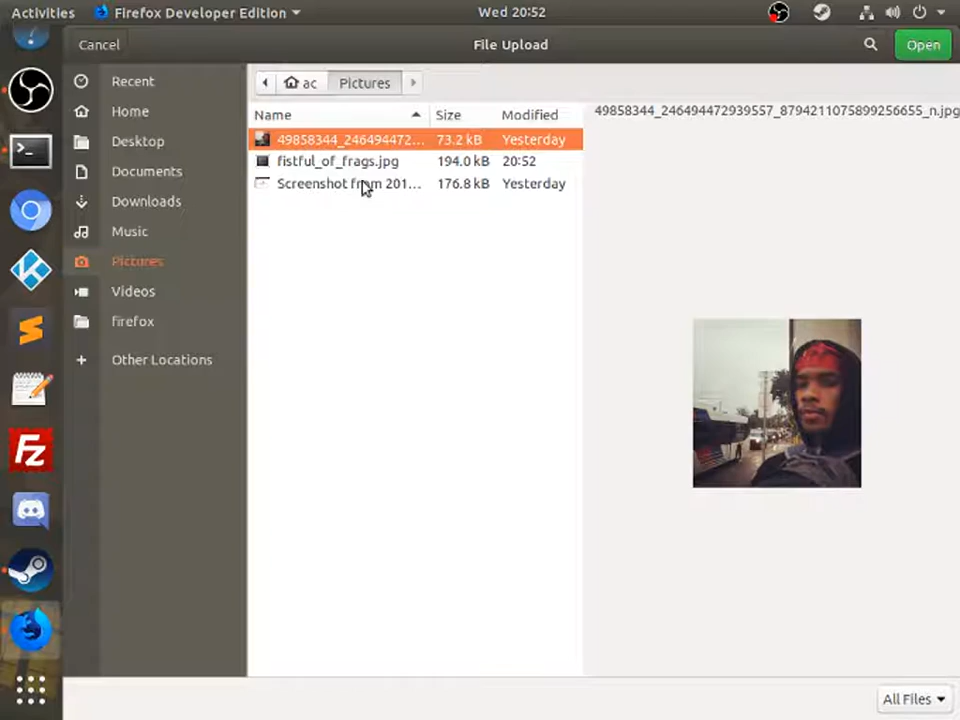 Activities Firefox Developer Edition Wed 20:52
Cancel File Upload Open
Recent
Home
Desktop
Documents
Downloads
Music
Pictures
Videos
firefox
Other Locations
ac Pictures
Name Size Modified
49858344_246494472... 73.2 kB Yesterday
fistful_of_frags.jpg 194.0 kB 20:52
Screenshot from 201... 176.8 kB Yesterday
49858344_246494472939557_8794211075899256655_n.jpg
Fz
All Files